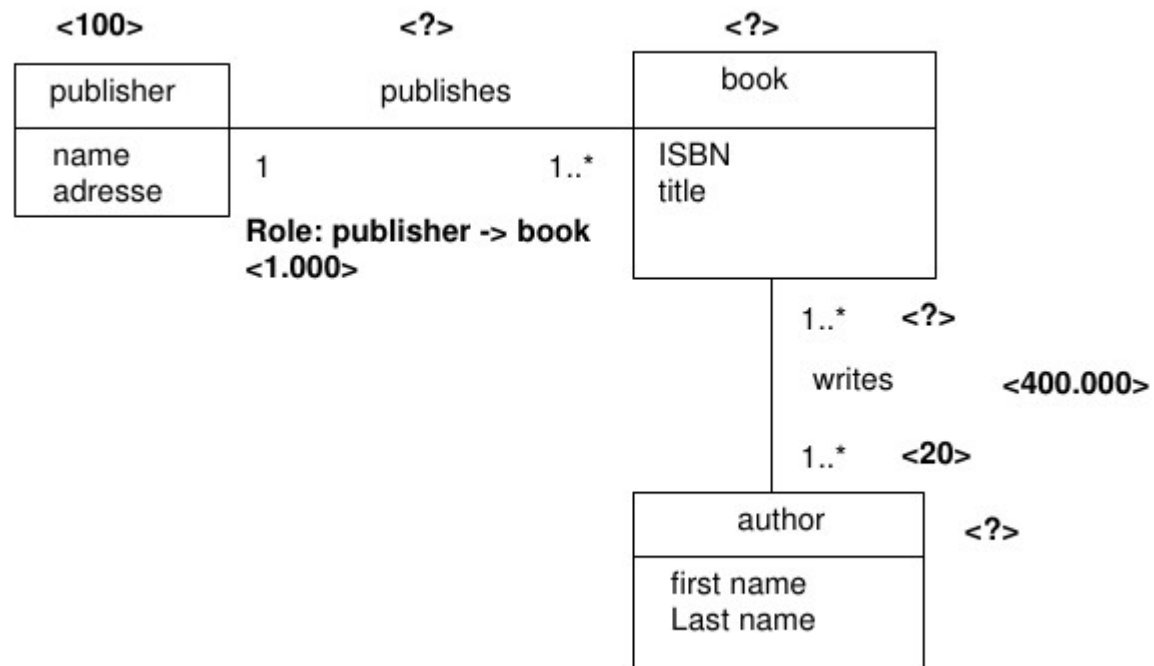 <100>
<?>
<?>
publisher
publishes
book
name
adresse
1
1..*
ISBN
title
Role: publisher -> book
<1.000>
1..*
<?>
writes
<400.000>
1..*
<20>
author
<?>
first name
Last name